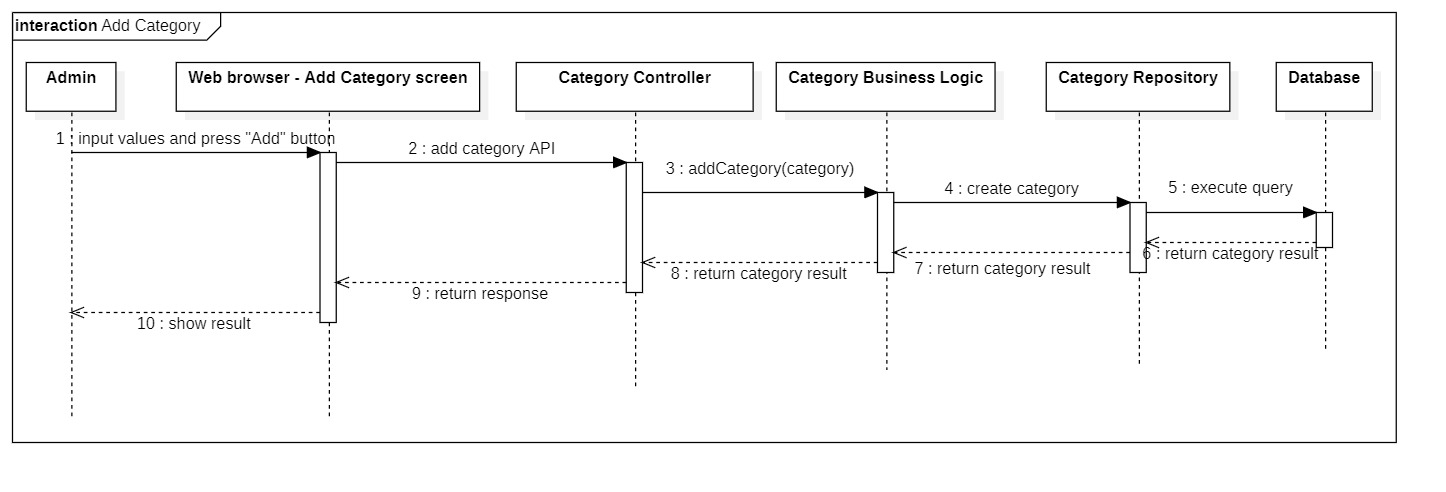 interaction Add Category
Admin
Web browser - Add Category screen
Category Controller
Category Business Logic
Category Repository
Database
1 : input values and press "Add" button
2 : add category API
3 : addCategory(category)
4 : create category
5 : execute query
6 : return category result
7 : return category result
8 : return category result
9 : return response
10 : show result